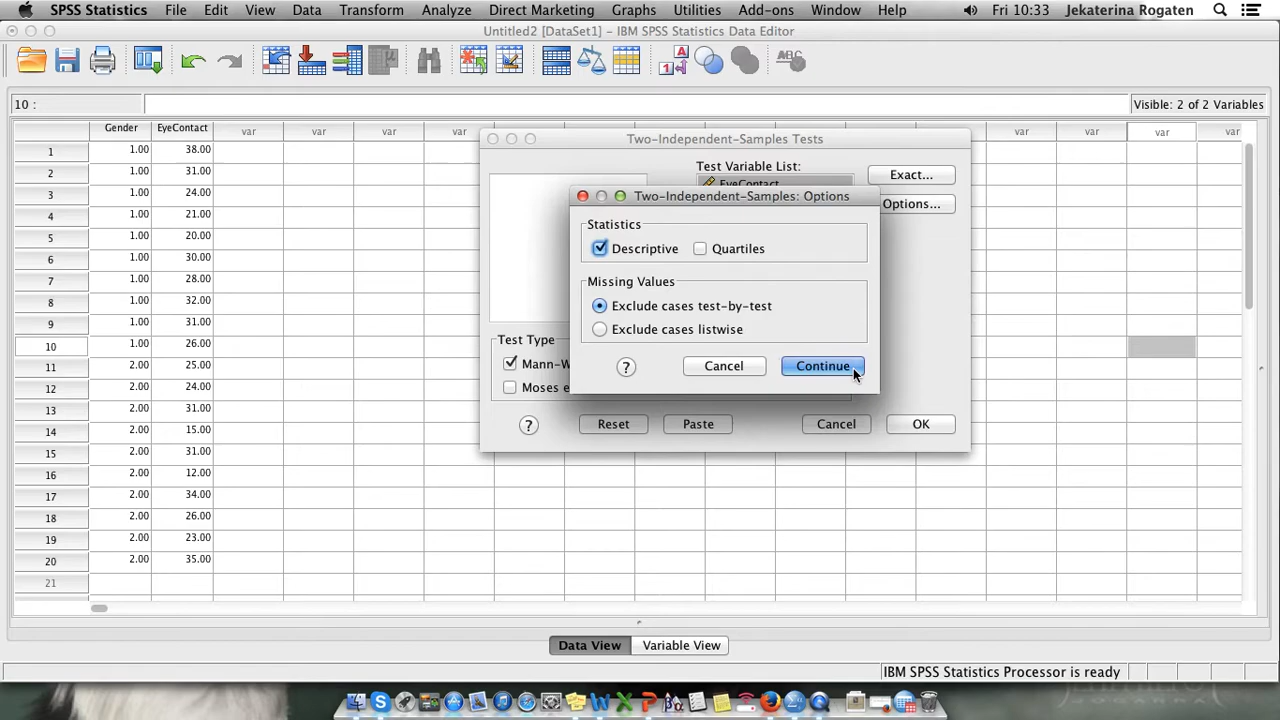 SPSS Statistics File Edit View Data Transform Analyze Direct Marketing Graphs Utilities Add-ons Window Help Fri 10:33 Jekaterina Rogaten
Untitled2 [DataSet1] – IBM SPSS Statistics Data Editor
10 : Visible: 2 of 2 Variables
Gender EyeContact var var var var var var var
1 1.00 38.00
2 1.00 31.00
3 1.00 24.00
4 1.00 21.00
5 1.00 20.00
6 1.00 30.00
7 1.00 28.00
8 1.00 32.00
9 1.00 31.00
10 1.00 26.00
11 2.00 25.00
12 2.00 24.00
13 2.00 31.00
14 2.00 15.00
15 2.00 31.00
16 2.00 12.00
17 2.00 34.00
18 2.00 26.00
19 2.00 23.00
20 2.00 35.00
21
Two-Independent-Samples Tests
Test Variable List:
EyeContact
Exact...
Options...
Test Type
Mann-W
Moses e
Reset Paste Cancel OK
Two-Independent-Samples: Options
Statistics
Descriptive Quartiles
Missing Values
Exclude cases test-by-test
Exclude cases listwise
? Cancel Continue
?
Data View Variable View
IBM SPSS Statistics Processor is ready